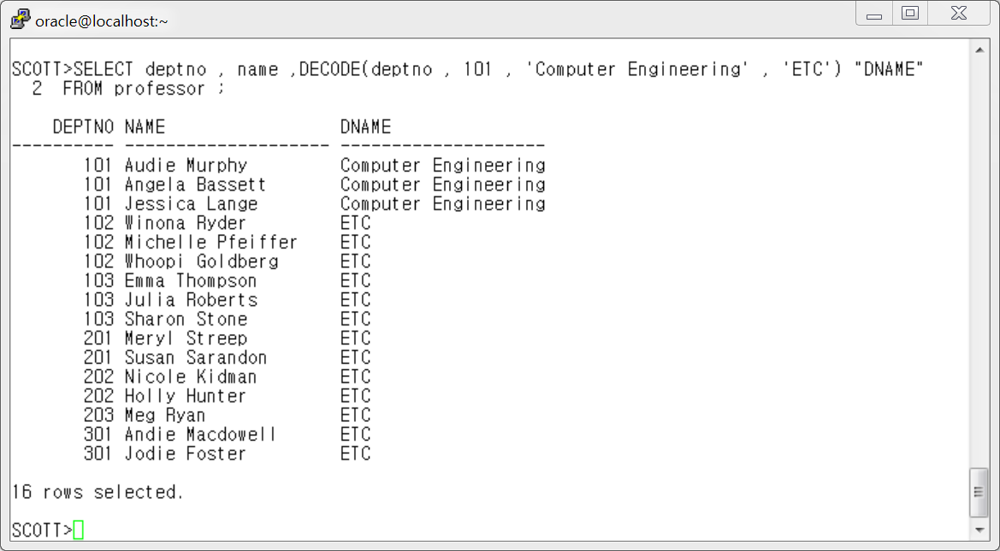 oracle@localhost:~
SCOTT>SELECT deptno , name ,DECODE(deptno , 101 , 'Computer Engineering' , 'ETC') "DNAME"
  2  FROM professor ;
    DEPTNO NAME                 DNAME
---------- -------------------- --------------------
       101 Audie Murphy         Computer Engineering
       101 Angela Bassett       Computer Engineering
       101 Jessica Lange        Computer Engineering
       102 Winona Ryder         ETC
       102 Michelle Pfeiffer    ETC
       102 Whoopi Goldberg      ETC
       103 Emma Thompson        ETC
       103 Julia Roberts        ETC
       103 Sharon Stone         ETC
       201 Meryl Streep         ETC
       201 Susan Sarandon       ETC
       202 Nicole Kidman        ETC
       202 Holly Hunter         ETC
       203 Meg Ryan             ETC
       301 Andie Macdowell      ETC
       301 Jodie Foster         ETC
16 rows selected.
SCOTT>